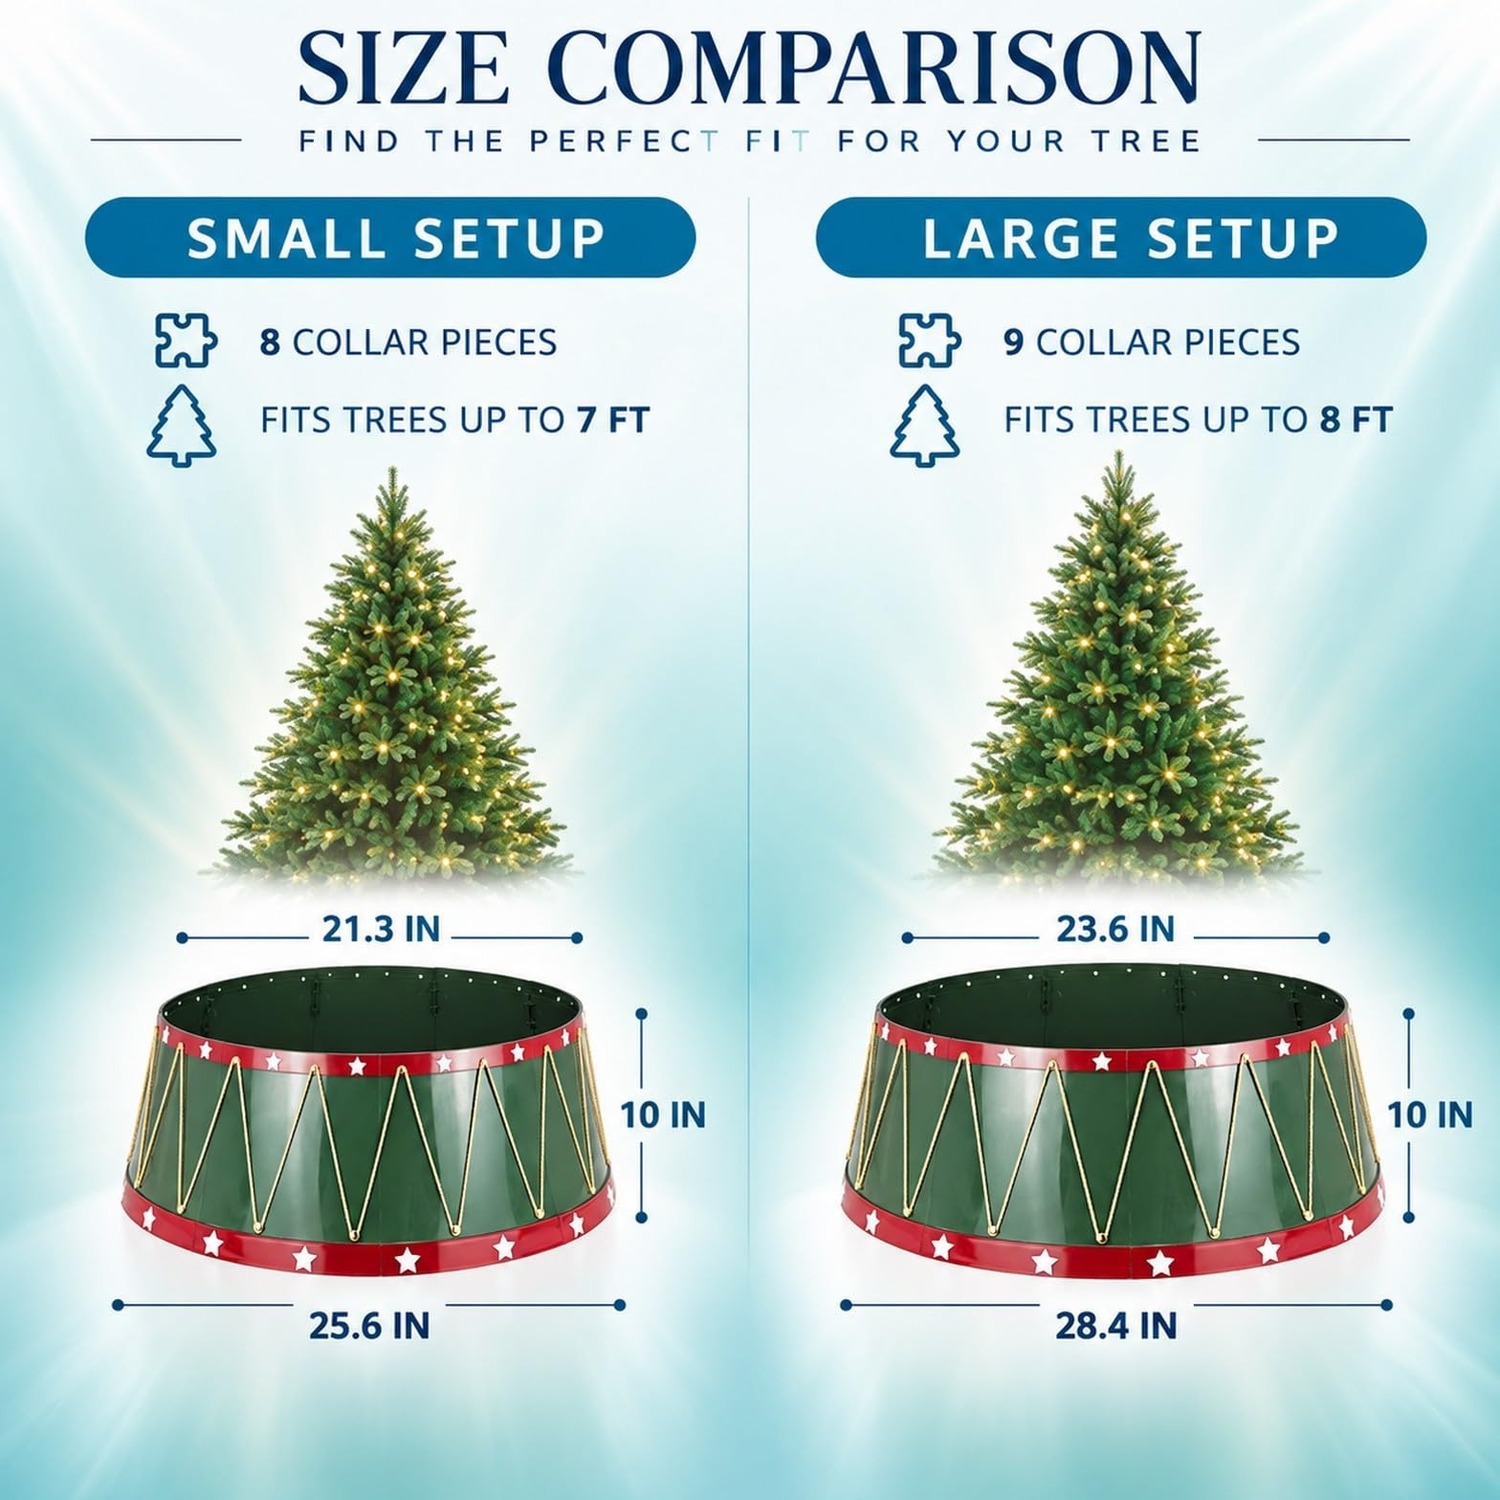 SIZE COMPARISON
FIND THE PERFECT FIT FOR YOUR TREE
SMALL SETUP
8 COLLAR PIECES
FITS TREES UP TO 7 FT
21.3 IN
10 IN
25.6 IN
LARGE SETUP
9 COLLAR PIECES
FITS TREES UP TO 8 FT
23.6 IN
10 IN
28.4 IN